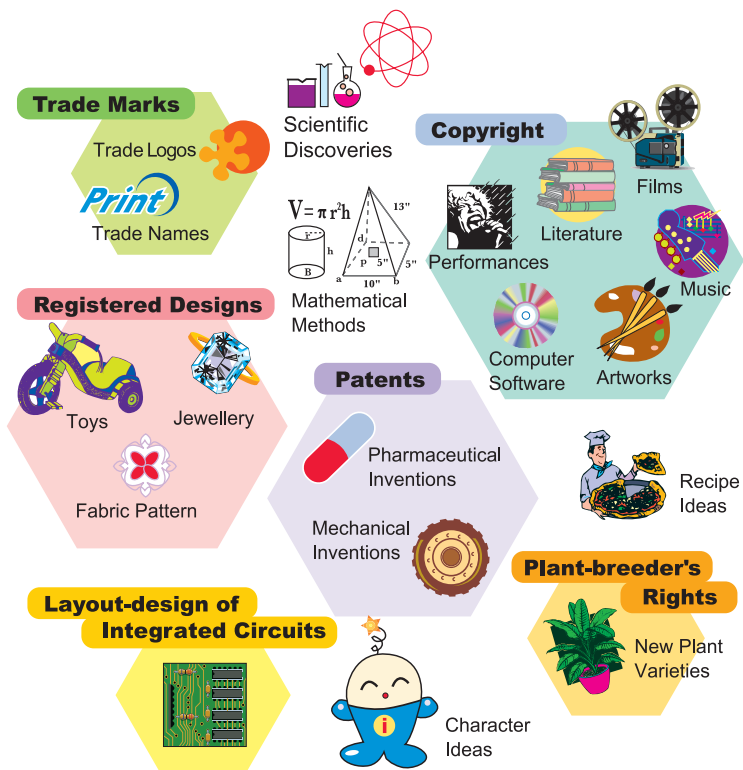 Trade Marks
Trade Logos
Print
Trade Names
Scientific
Discoveries
V = π r²h
r
h
B
13"
d
p
5"
5"
a
10"
b
Mathematical
Methods
Copyright
Films
Literature
Performances
Music
Computer
Software
Artworks
Registered Designs
Toys
Jewellery
Fabric Pattern
Patents
Pharmaceutical
Inventions
Mechanical
Inventions
Recipe
Ideas
Layout-design of
Integrated Circuits
i
Character
Ideas
Plant-breeder's
Rights
New Plant
Varieties